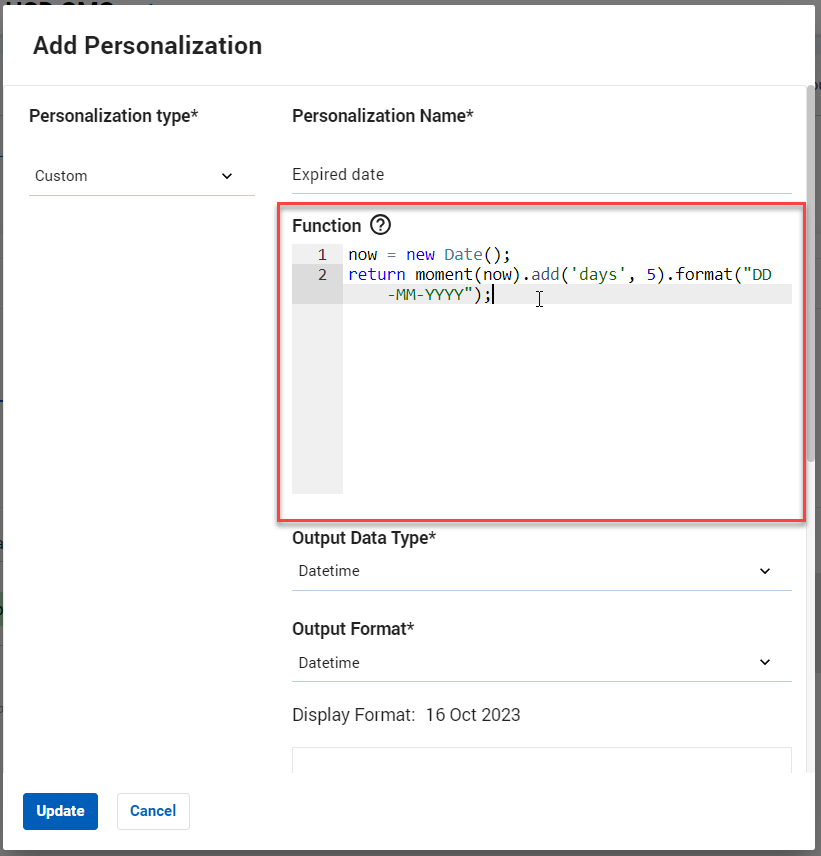 Add Personalization
Personalization type*
Personalization Name*
Custom
Expired date
Function ?
1 now = new Date();
2 return moment(now).add('days', 5).format("DD
-MM-YYYY");
Output Data Type*
Datetime
Output Format*
Datetime
Display Format: 16 Oct 2023
Update
Cancel